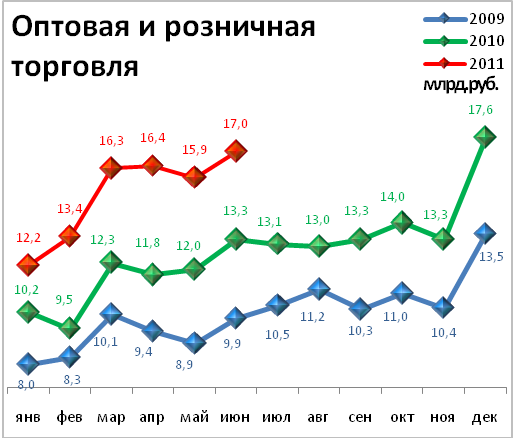 Оптовая и розничная
торговля
2009
2010
2011
млрд.руб.
17,6
16,3 16,4 15,9 17,0
12,2 13,4
10,2 9,5 12,3 11,8 12,0 13,3 13,1 13,0 13,3 14,0 13,3
13,5
8,0 8,3 10,1 9,4 8,9 9,9 10,5 11,2 10,3 11,0 10,4
янв фев мар апр май июн июл авг сен окт ноя дек